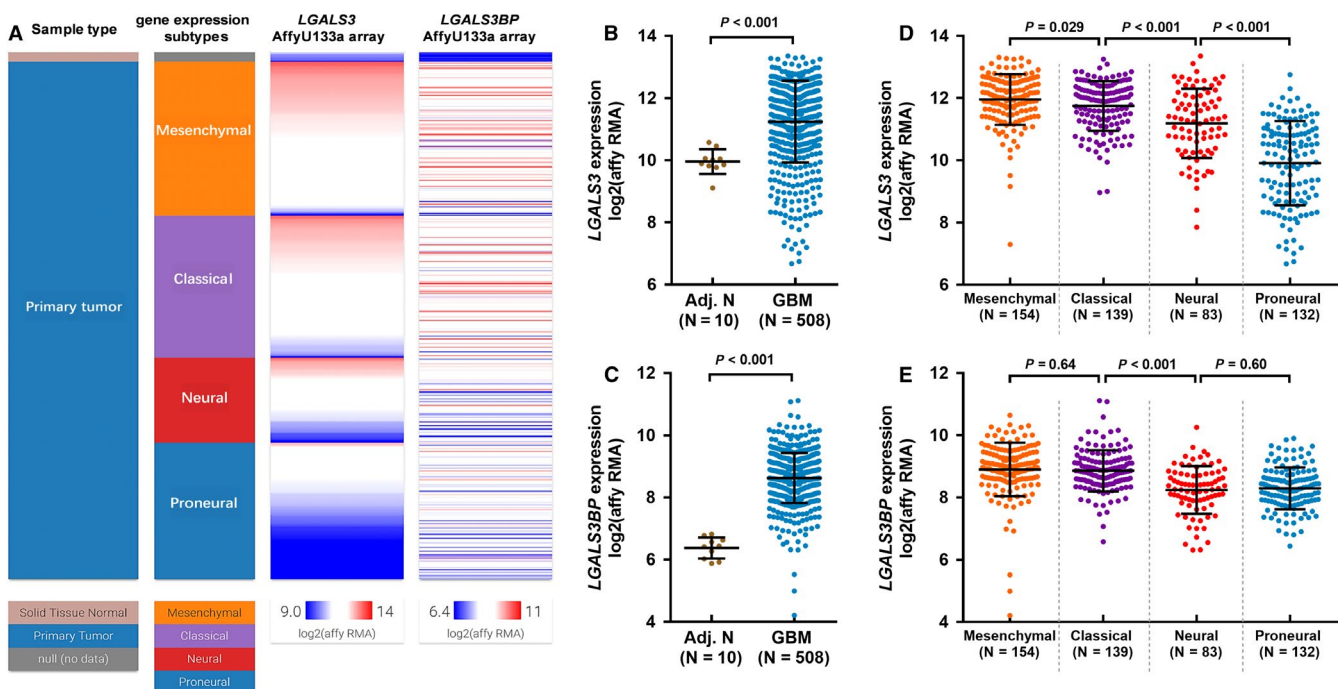 A
Sample type
gene expression
subtypes
LGALS3
AffyU133a array
LGALS3BP
AffyU133a array
Primary tumor
Mesenchymal
Classical
Neural
Proneural
Solid Tissue Normal
Primary Tumor
null (no data)
Mesenchymal
Classical
Neural
Proneural
9.0 14
log2(affy RMA)
6.4 11
log2(affy RMA)
B
P < 0.001
LGALS3 expression
log2(affy RMA)
14
12
10
8
6
Adj. N GBM
(N = 10) (N = 508)
C
P < 0.001
LGALS3BP expression
log2(affy RMA)
12
10
8
6
4
Adj. N GBM
(N = 10) (N = 508)
D
P = 0.029 P < 0.001 P < 0.001
LGALS3 expression
log2(affy RMA)
14
12
10
8
6
Mesenchymal Classical Neural Proneural
(N = 154) (N = 139) (N = 83) (N = 132)
E
P = 0.64 P < 0.001 P = 0.60
LGALS3BP expression
log2(affy RMA)
12
10
8
6
4
Mesenchymal Classical Neural Proneural
(N = 154) (N = 139) (N = 83) (N = 132)